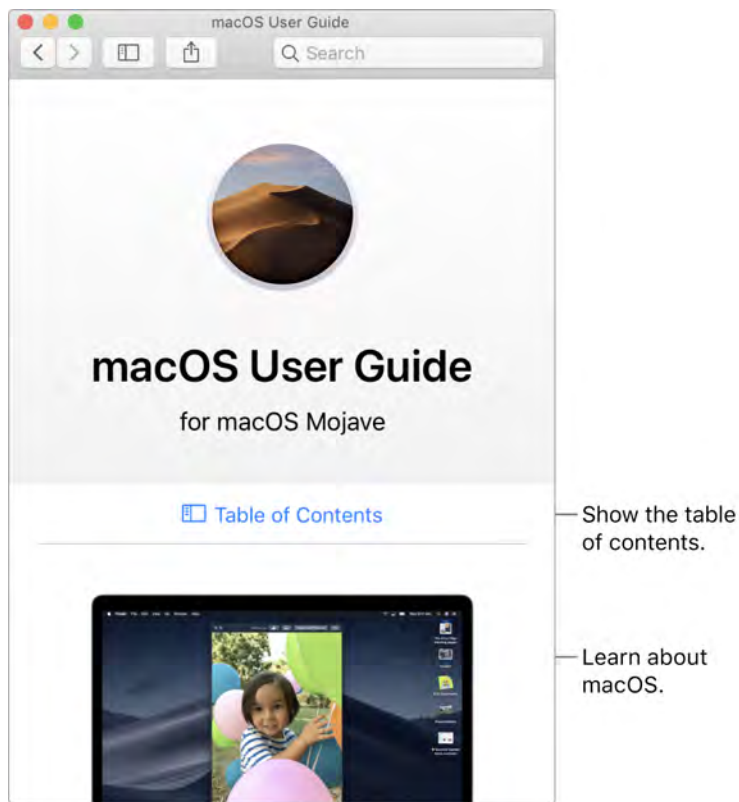 macOS User Guide
Search
macOS User Guide
for macOS Mojave
Table of Contents
Show the table
of contents.
Learn about
macOS.